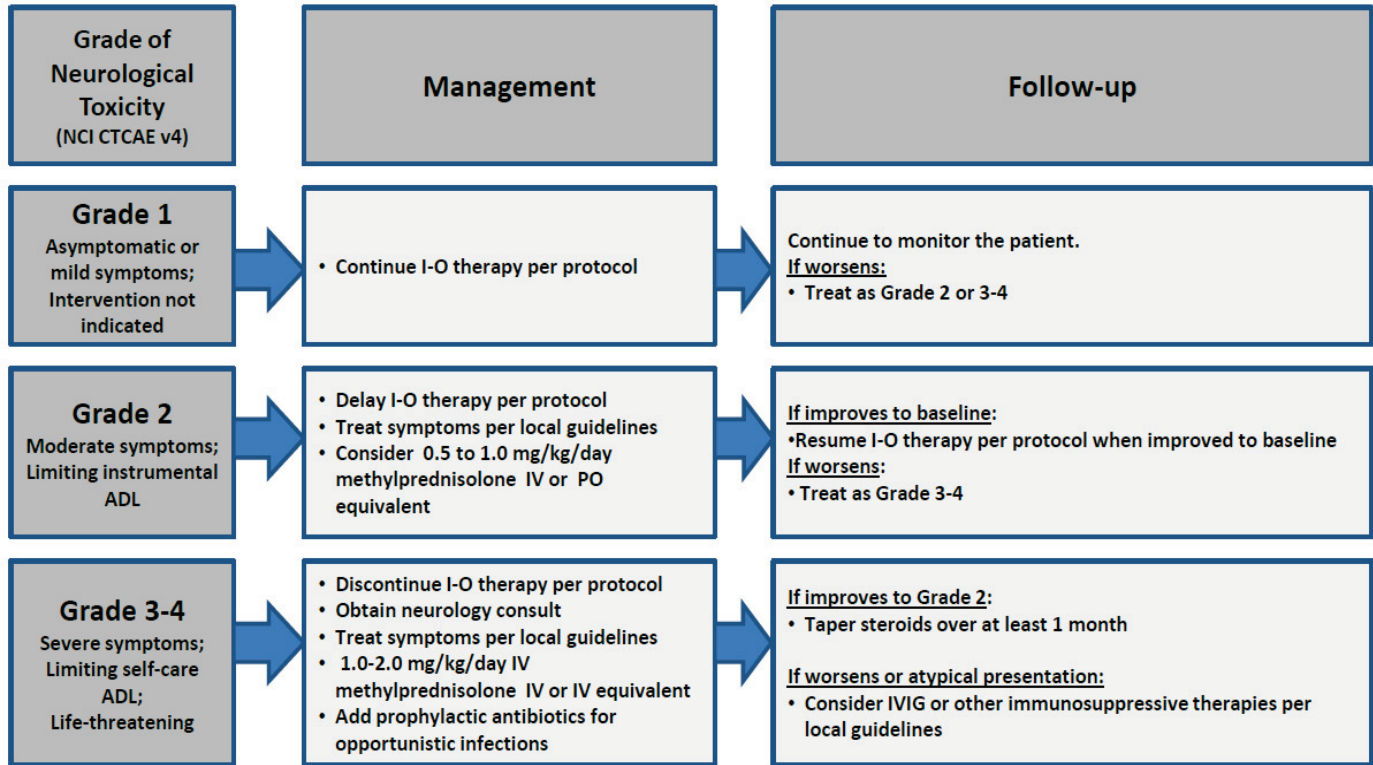 Grade of
Neurological
Toxicity
(NCI CTCAE v4)
Management
Follow-up
Grade 1
Asymptomatic or
mild symptoms;
Intervention not
indicated
• Continue I-O therapy per protocol
Continue to monitor the patient.
If worsens:
• Treat as Grade 2 or 3-4
Grade 2
Moderate symptoms;
Limiting instrumental
ADL
• Delay I-O therapy per protocol
• Treat symptoms per local guidelines
• Consider 0.5 to 1.0 mg/kg/day
methylprednisolone IV or PO
equivalent
If improves to baseline:
•Resume I-O therapy per protocol when improved to baseline
If worsens:
• Treat as Grade 3-4
Grade 3-4
Severe symptoms;
Limiting self-care
ADL;
Life-threatening
• Discontinue I-O therapy per protocol
• Obtain neurology consult
• Treat symptoms per local guidelines
• 1.0-2.0 mg/kg/day IV
methylprednisolone IV or IV equivalent
• Add prophylactic antibiotics for
opportunistic infections
If improves to Grade 2:
• Taper steroids over at least 1 month
If worsens or atypical presentation:
• Consider IVIG or other immunosuppressive therapies per
local guidelines